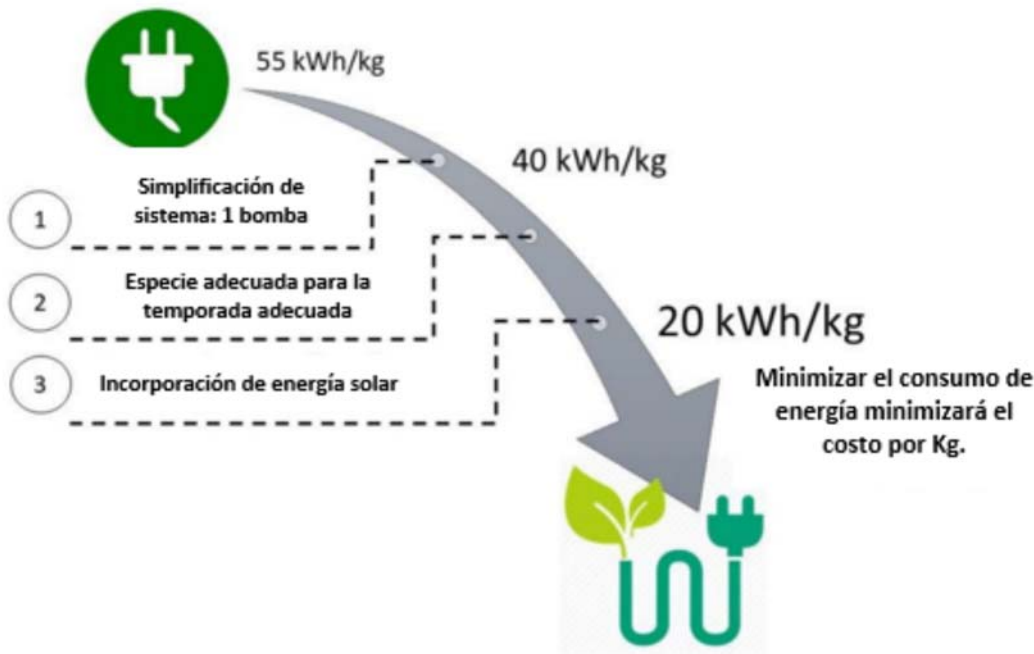 55 kWh/kg
40 kWh/kg
1
Simplificación de
sistema: 1 bomba
2
Especie adecuada para la
temporada adecuada
20 kWh/kg
3
Incorporación de energía solar
Minimizar el consumo de
energía minimizará el
costo por Kg.